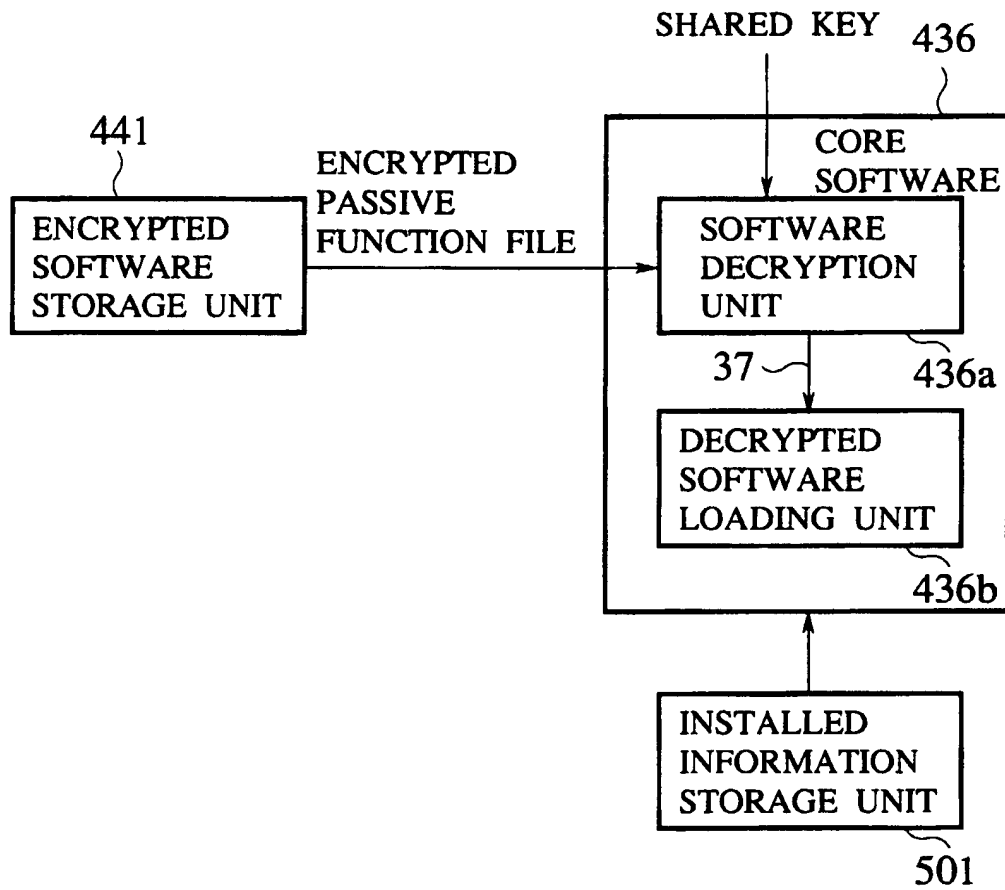 SHARED KEY
436
441
CORE
SOFTWARE
ENCRYPTED
PASSIVE
FUNCTION FILE
ENCRYPTED
SOFTWARE
STORAGE UNIT
SOFTWARE
DECRYPTION
UNIT
37
436a
DECRYPTED
SOFTWARE
LOADING UNIT
436b
INSTALLED
INFORMATION
STORAGE UNIT
501